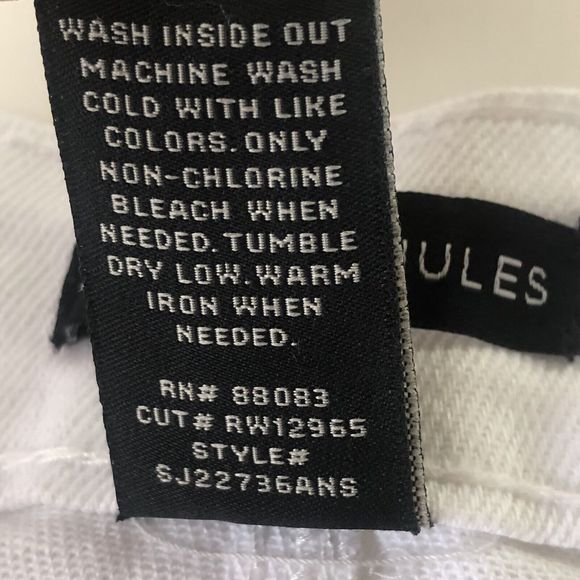 WASH INSIDE OUT
MACHINE WASH
COLD WITH LIKE
COLORS. ONLY
NON-CHLORINE
BLEACH WHEN
NEEDED. TUMBLE
DRY LOW. WARM
IRON WHEN
NEEDED.
RN# 88083
CUT# RW12965
STYLE#
SJ22736ANS